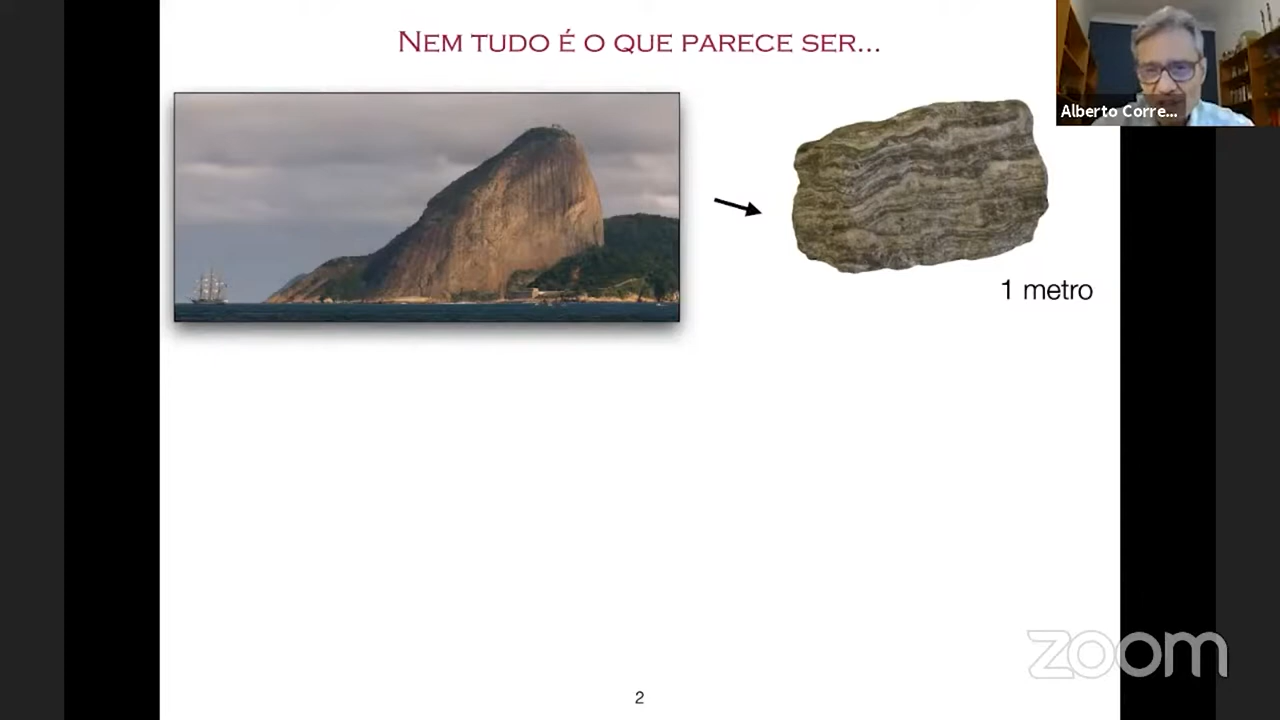 NEM TUDO É O QUE PARECE SER...
Alberto Corre...
1 metro
zoom
2